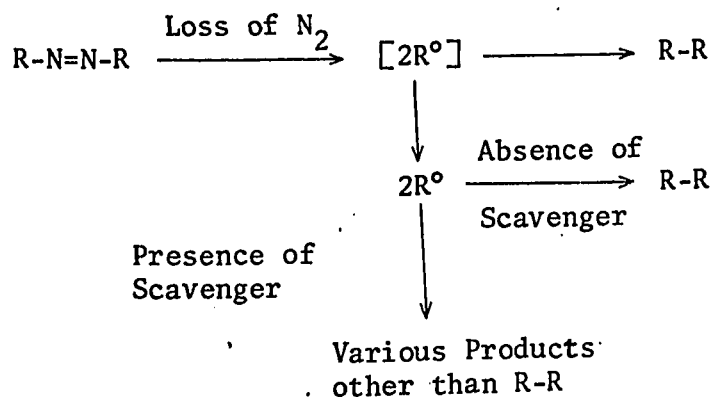 Loss of N2
R-N=N-R [2R°] R-R
Absence of
2R° R-R
Scavenger
Presence of
Scavenger
Various Products
other than R-R